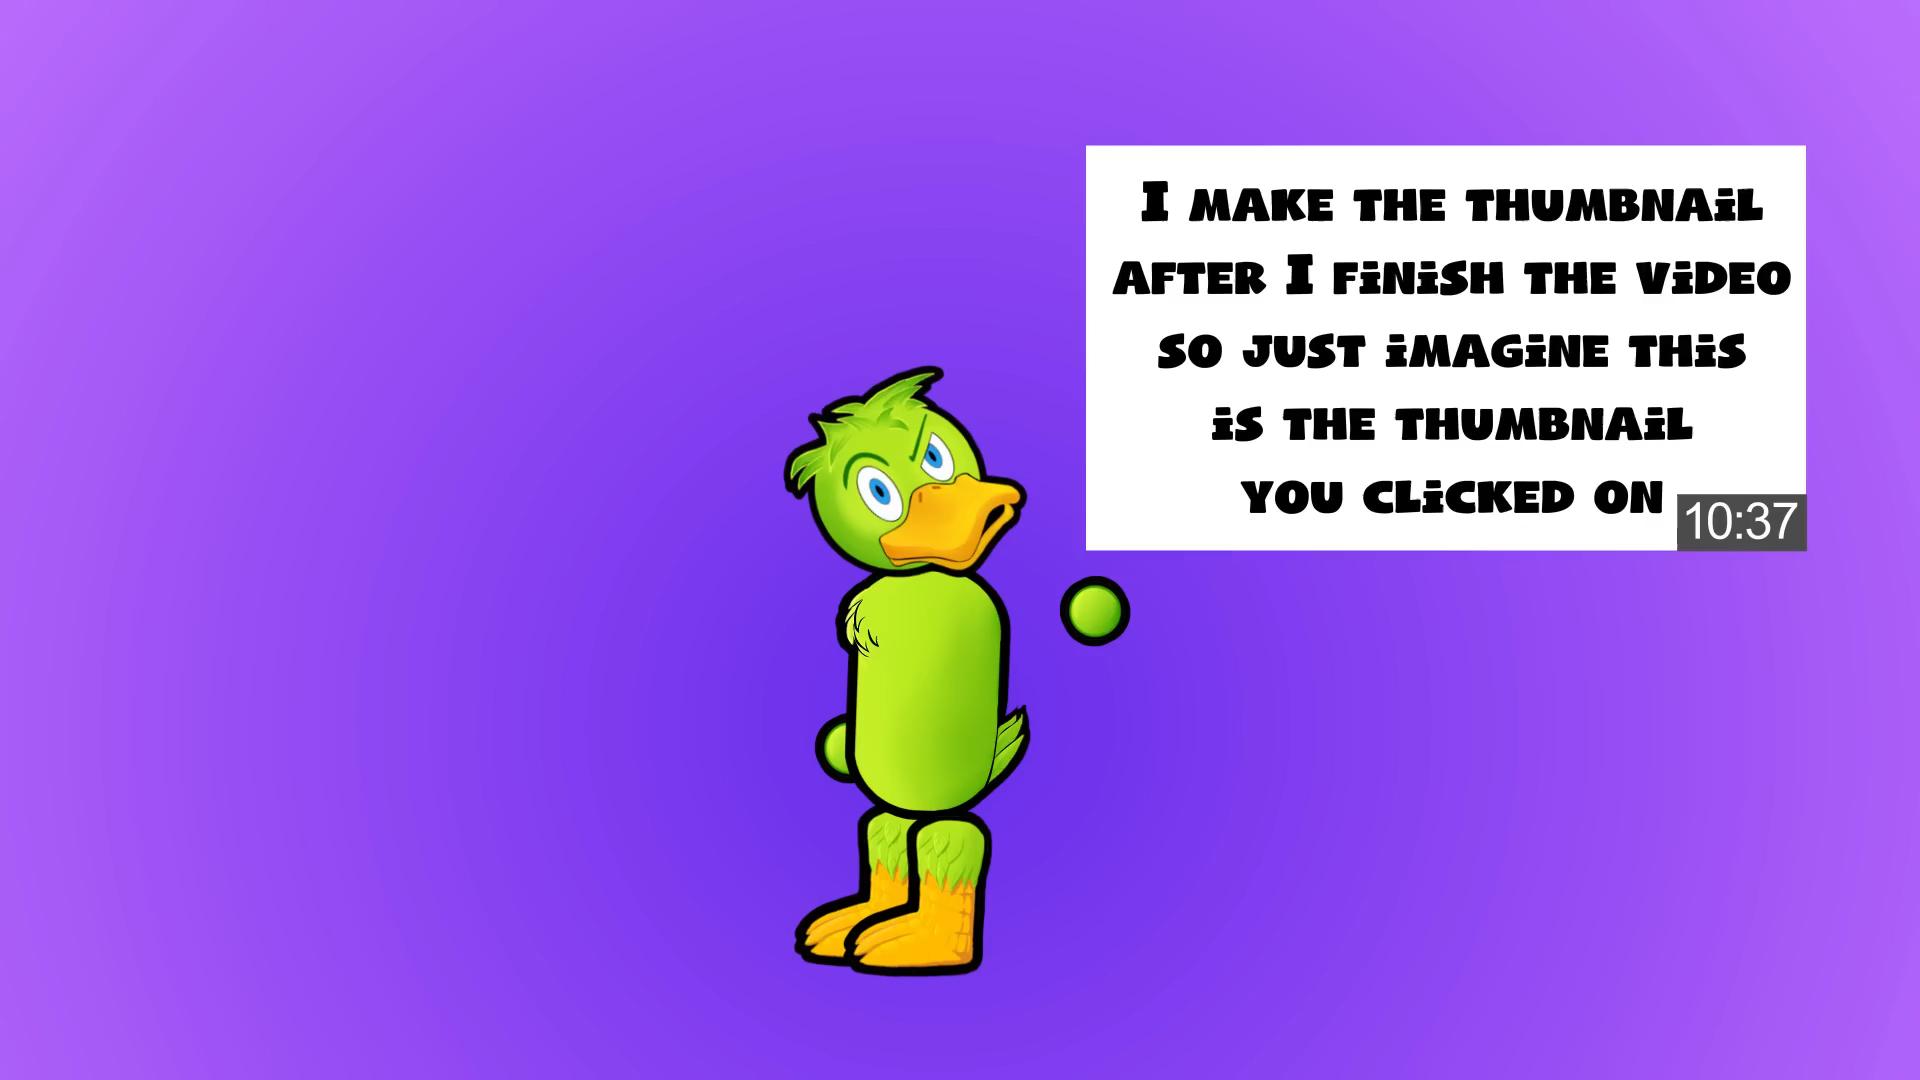 I MAKE THE THUMBNAiL
AFTER I FiNiSH THE ViDEO
SO JUST iMAGiNE THiS
iS THE THUMBNAiL
YOU CLiCKED ON
10:37